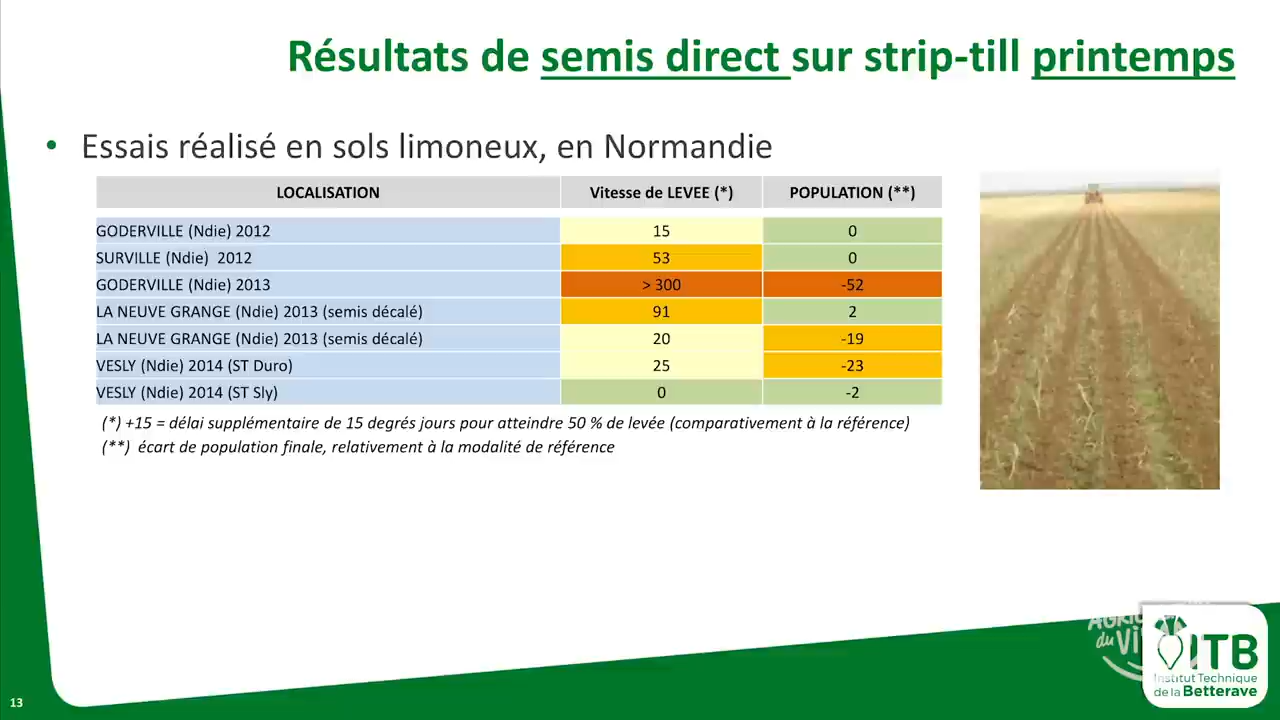 Résultats de semis direct sur strip-till printemps
• Essais réalisé en sols limoneux, en Normandie
LOCALISATION Vitesse de LEVEE (*) POPULATION (**)
GODERVILLE (Ndie) 2012 15 0
SURVILLE (Ndie) 2012 53 0
GODERVILLE (Ndie) 2013 > 300 -52
LA NEUVE GRANGE (Ndie) 2013 (semis décalé) 91 2
LA NEUVE GRANGE (Ndie) 2013 (semis décalé) 20 -19
VESLY (Ndie) 2014 (ST Duro) 25 -23
VESLY (Ndie) 2014 (ST Sly) 0 -2
(*) +15 = délai supplémentaire de 15 degrés jours pour atteindre 50 % de levée (comparativement à la référence)
(**) écart de population finale, relativement à la modalité de référence
du
ITB
Institut Technique
de la Betterave
13